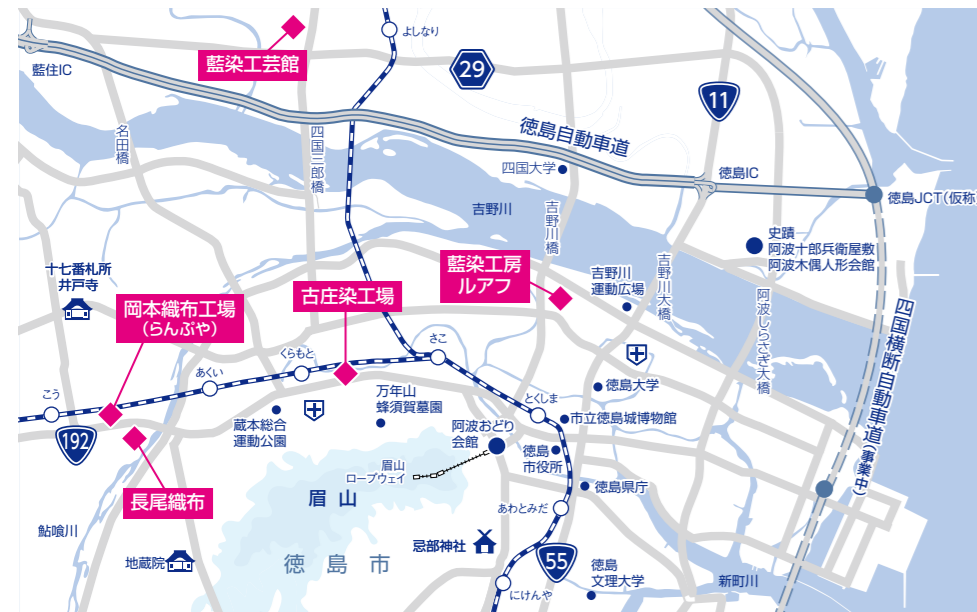 よしなり
藍染工芸館
藍住IC
29
11
徳島自動車道
名田橋
四国三郎橋
四国大学
徳島IC
徳島JCT(仮称)
吉野川
吉野川橋
史蹟
阿波十郎兵衛屋敷
阿波木偶人形会館
十七番札所
井戸寺
藍染工房
ルアフ
吉野川
運動広場
吉野川大橋
阿波しらさぎ大橋
四国横断自動車道(事業中)
岡本織布工場
(らんぷや)
古庄染工場
さこ
くらもと
あくい
こう
192
長尾織布
蔵本総合
運動公園
万年山
蜂須賀墓園
徳島大学
とくしま
市立徳島城博物館
阿波おどり
会館
徳島
市役所
眉山
ロープウェイ
眉山
徳島県庁
あわとみだ
鮎喰川
地蔵院
徳島市
忌部神社
55
徳島
文理大学
新町川
にけんや